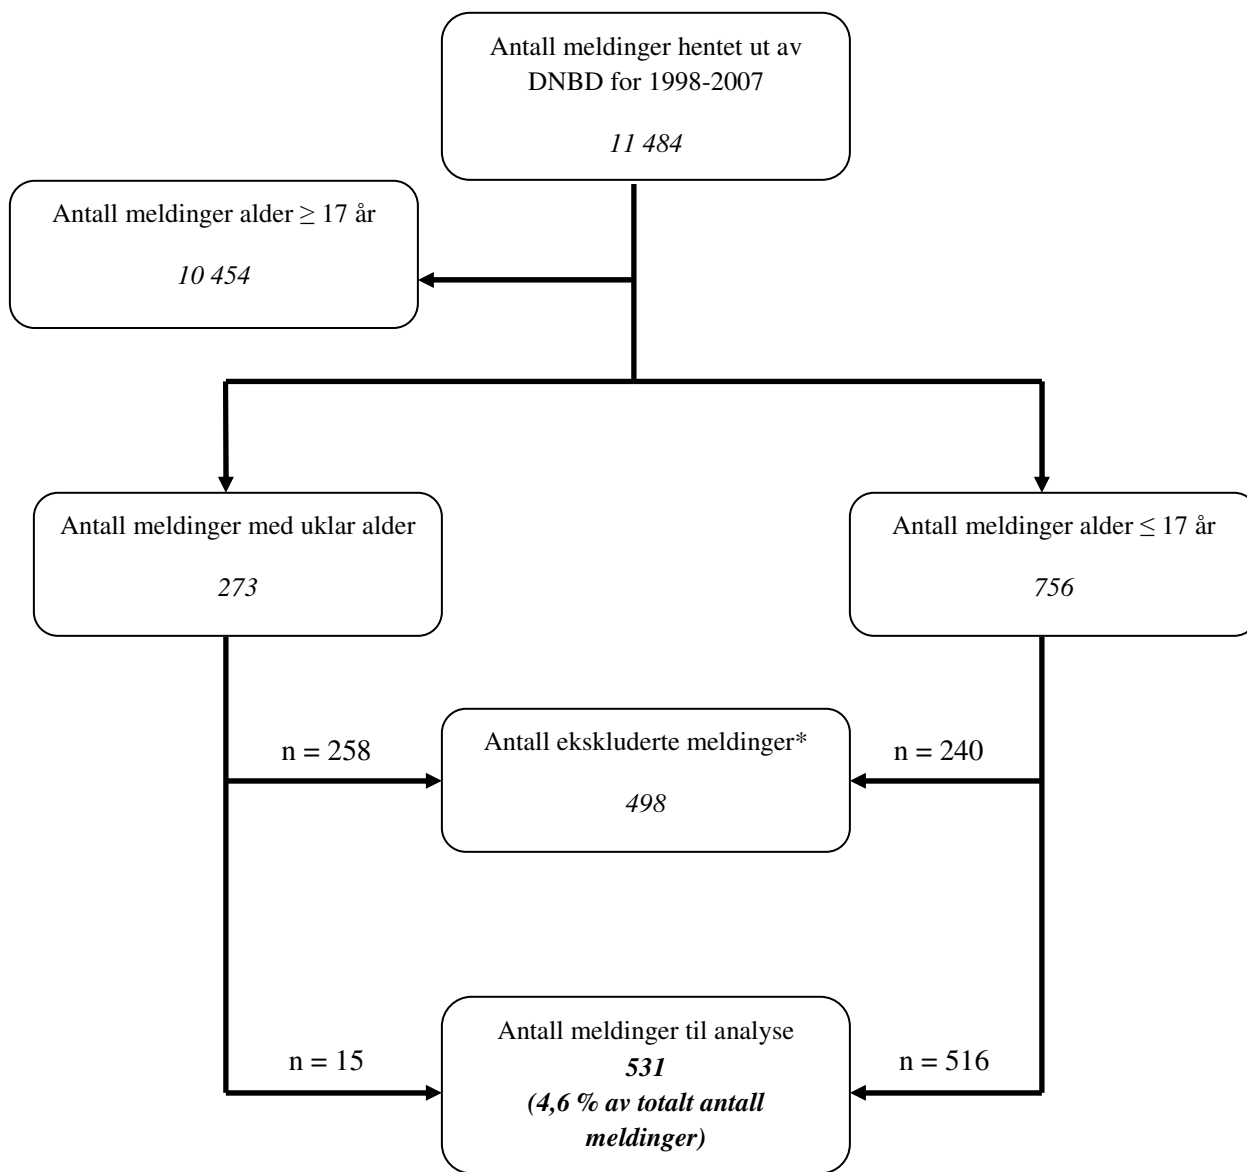 Antall meldinger hentet ut av
DNBD for 1998-2007
11 484
Antall meldinger alder ≥ 17 år
10 454
Antall meldinger med uklar alder
273
Antall meldinger alder ≤ 17 år
756
n = 258
Antall ekskluderte meldinger*
498
n = 240
n = 15
Antall meldinger til analyse
531
(4,6 % av totalt antall
meldinger)
n = 516